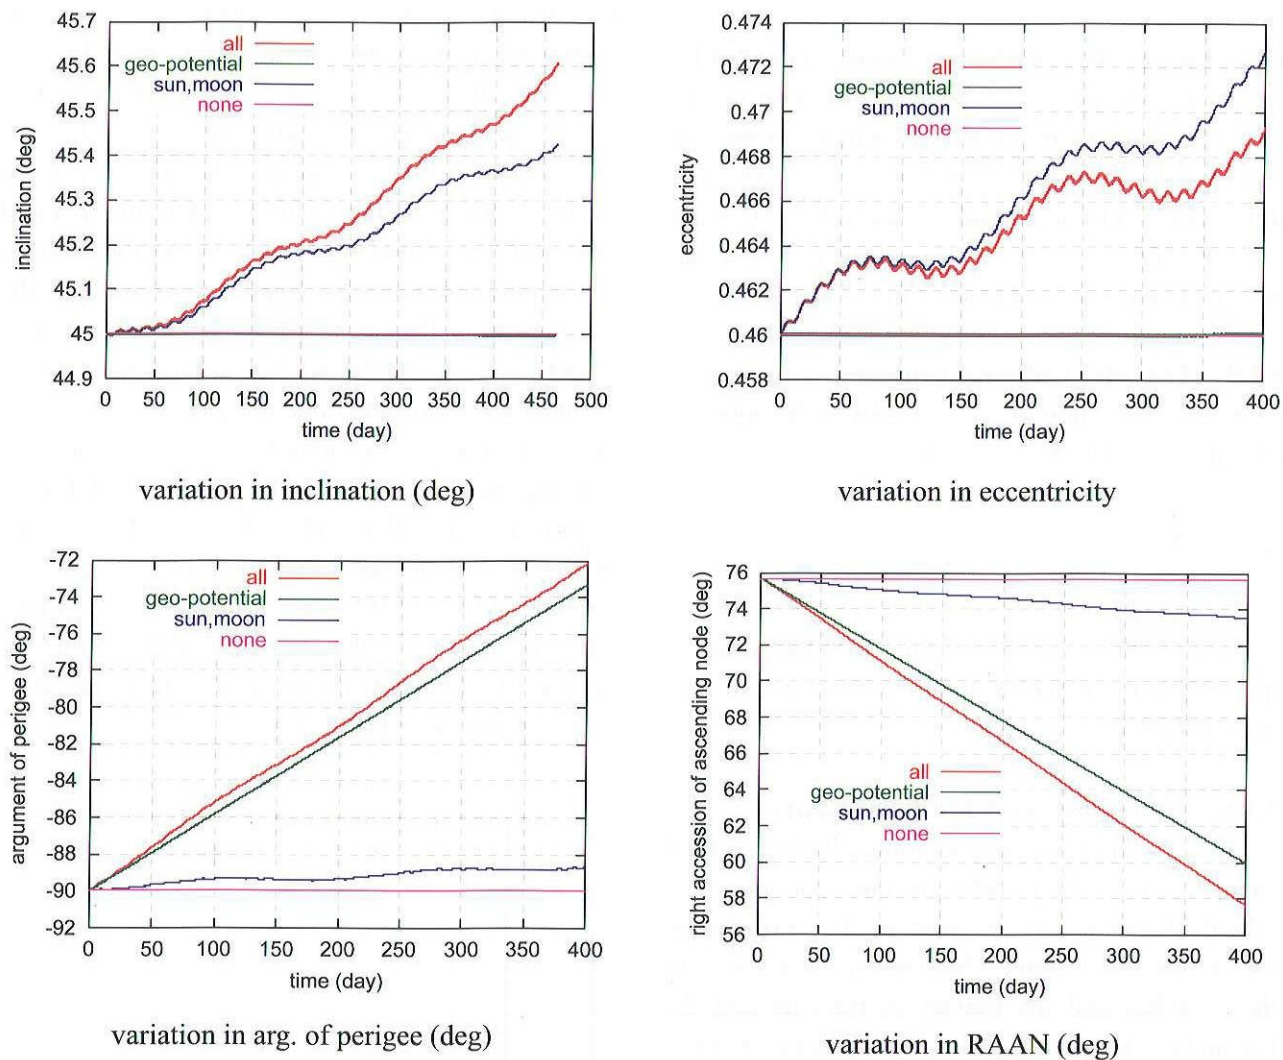 45.7
45.6
45.5
45.4
45.3
45.2
45.1
45
44.9
inclination (deg)
all
geo-potential
sun,moon
none
0 50 100 150 200 250 300 350 400 450 500
time (day)
variation in inclination (deg)
0.474
0.472
0.47
0.468
0.466
0.464
0.462
0.46
0.458
eccentricity
all
geo-potential
sun,moon
none
0 50 100 150 200 250 300 350 400
time (day)
variation in eccentricity
-72
-74
-76
-78
-80
-82
-84
-86
-88
-90
-92
argument of perigee (deg)
all
geo-potential
sun,moon
none
0 50 100 150 200 250 300 350 400
time (day)
variation in arg. of perigee (deg)
76
74
72
70
68
66
64
62
60
58
56
right accession of ascending node (deg)
all
geo-potential
sun,moon
none
0 50 100 150 200 250 300 350 400
time (day)
variation in RAAN (deg)